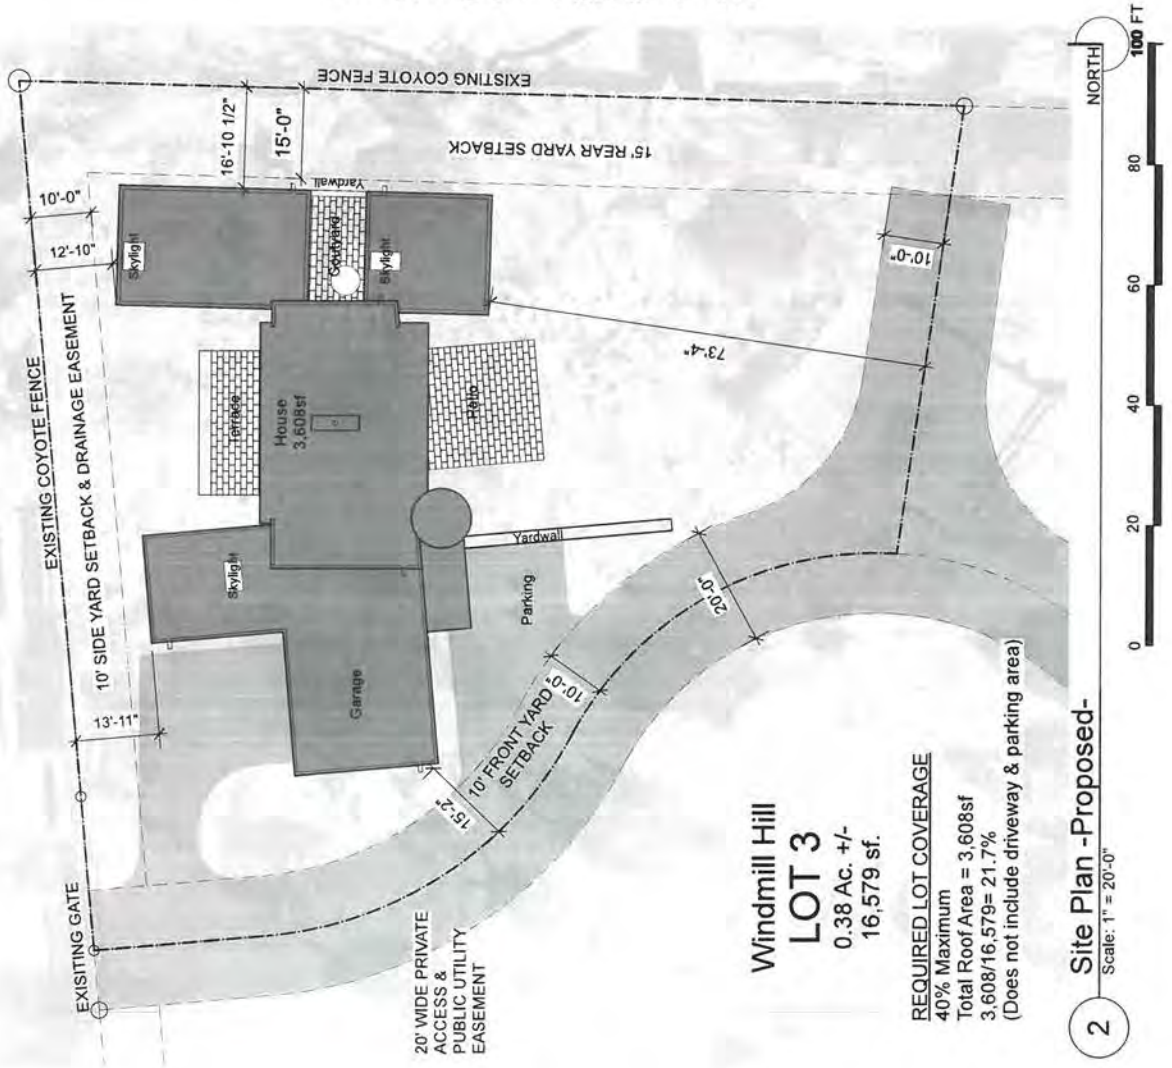 EXISTING COYOTE FENCE
16'-10 1/2"
15'-0"
15' REAR YARD SETBACK
10'-0"
12'-10"
EXISTING COYOTE FENCE
10' SIDE YARD SETBACK & DRAINAGE EASEMENT
13'-11"
EXISITING GATE
Skylight
Yardwall
Courtyard
Skylight
Terrace
House
3,608sf
Patio
Skylight
Garage
Parking
Yardwall
73'-4"
10'-0"
20'-0"
10'-0"
10' FRONT YARD
SETBACK
15'-2"
20' WIDE PRIVATE
ACCESS &
PUBLIC UTILITY
EASEMENT
Windmill Hill
LOT 3
0.38 Ac. +/-
16,579 sf.
REQUIRED LOT COVERAGE
40% Maximum
Total Roof Area = 3,608sf
3,608/16,579= 21.7%
(Does not include driveway & parking area)
2
Site Plan -Proposed-
Scale: 1" = 20'-0"
NORTH
0 20 40 60 80 100 FT